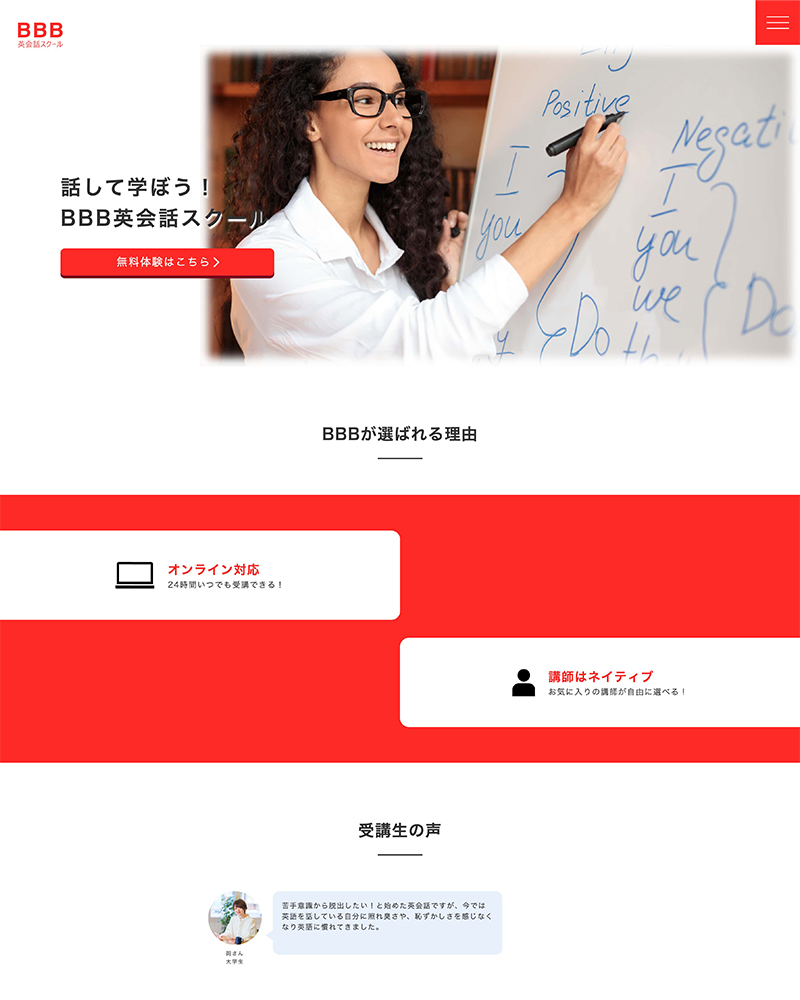 BBB
英会話スクール
Positive
Negati
I
I
you
you
we
Do
Do
th
話して学ぼう！
BBB英会話スクール
無料体験はこちら
BBBが選ばれる理由
オンライン対応
24時間いつでも受講できる！
講師はネイティブ
お気に入りの講師が自由に選べる！
受講生の声
苦手意識から脱出したい！と始めた英会話ですが、今では
英語を話している自分に照れ臭さや、恥ずかしさを感じなく
なり英語に慣れてきました。
大学生